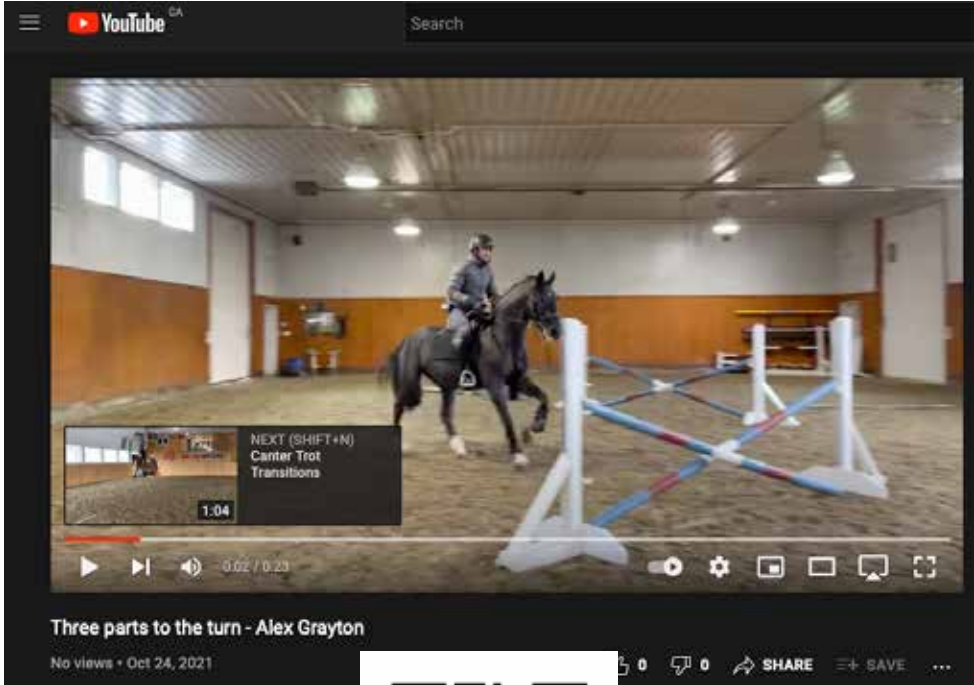 YouTube CA
Search
NEXT (SHIFT+N)
Canter Trot
Transitions
1:04
0:02 / 0:23
Three parts to the turn - Alex Grayton
No views • Oct 24, 2021
0 0 SHARE SAVE ...